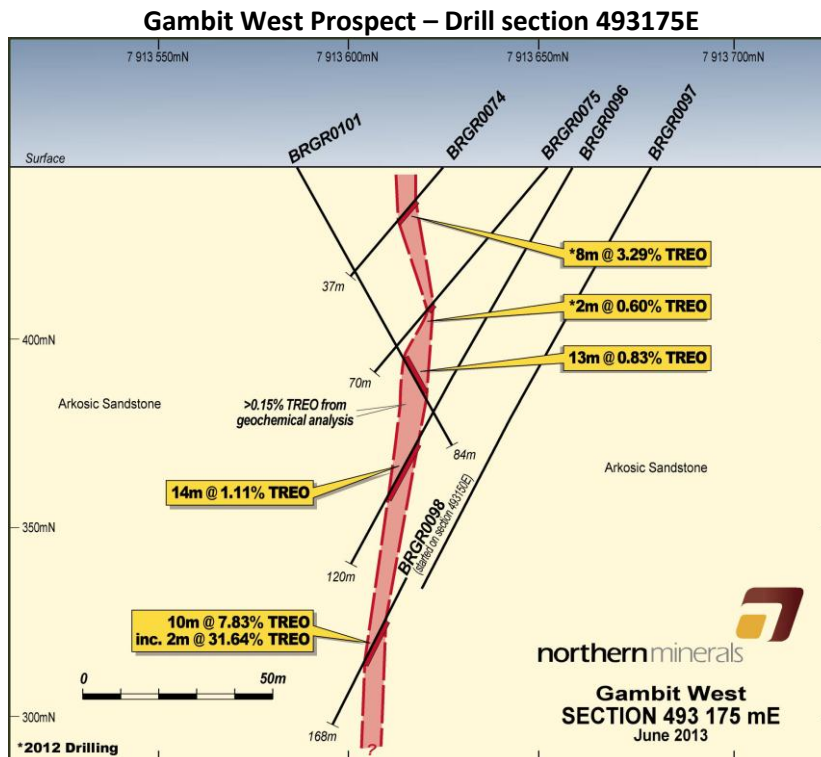 Gambit West Prospect – Drill section 493175E
7 913 550mN
7 913 600mN
7 913 650mN
7 913 700mN
BRGR0101
BRGR0074
BRGR0075
BRGR0096
BRGR0097
Surface
*8m @ 3.29% TREO
37m
*2m @ 0.60% TREO
400mN
13m @ 0.83% TREO
70m
Arkosic Sandstone
>0.15% TREO from
geochemical analysis
84m
Arkosic Sandstone
14m @ 1.11% TREO
BRGR0098
(started on section 493150E)
350mN
120m
10m @ 7.83% TREO
inc. 2m @ 31.64% TREO
northernminerals
0
50m
Gambit West
SECTION 493 175 mE
June 2013
300mN
168m
*2012 Drilling
?